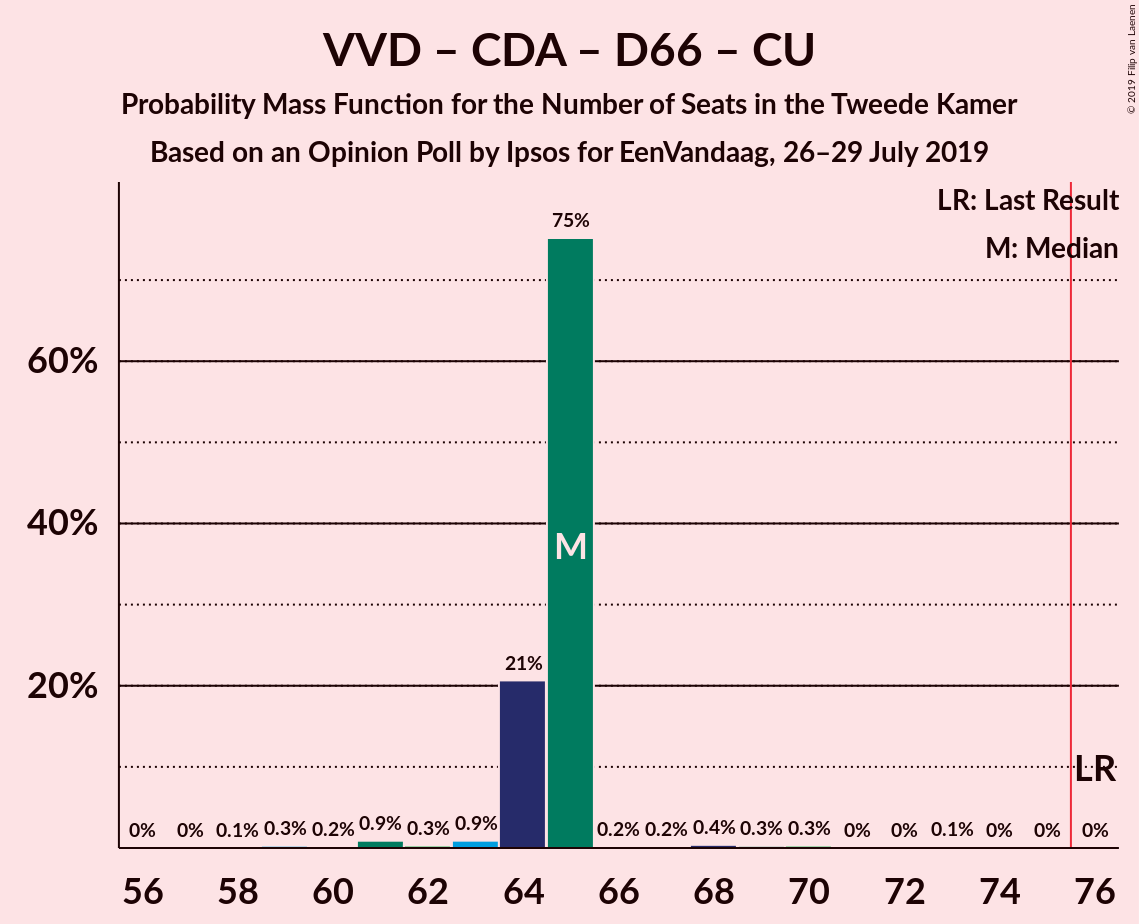 VVD – CDA – D66 – CU
Probability Mass Function for the Number of Seats in the Tweede Kamer
Based on an Opinion Poll by Ipsos for EenVandaag, 26–29 July 2019
© 2019 Filip van Laenen
LR: Last Result
M: Median
75%
60%
40%
M
21%
20%
LR
0% 0% 0.1% 0.3% 0.2% 0.9% 0.3% 0.9% 0.2% 0.2% 0.4% 0.3% 0.3% 0% 0% 0.1% 0% 0% 0%
56 58 60 62 64 66 68 70 72 74 76